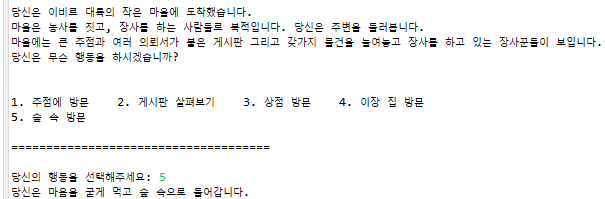 당신은 이비르 대륙의 작은 마을에 도착했습니다.
마을은 농사를 짓고, 장사를 하는 사람들로 북적입니다. 당신은 주변을 둘러봅니다.
마을에는 큰 주점과 여러 의뢰서가 붙은 게시판 그리고 갖가지 물건을 늘여놓고 장사를 하고 있는 장사꾼들이 보입니다.
당신은 무슨 행동을 하시겠습니까?
1. 주점에 방문 2. 게시판 살펴보기 3. 상점 방문 4. 이장 집 방문
5. 숲 속 방문
=====================================
당신의 행동을 선택해주세요: 5
당신은 마음을 굳게 먹고 숲 속으로 들어갑니다.